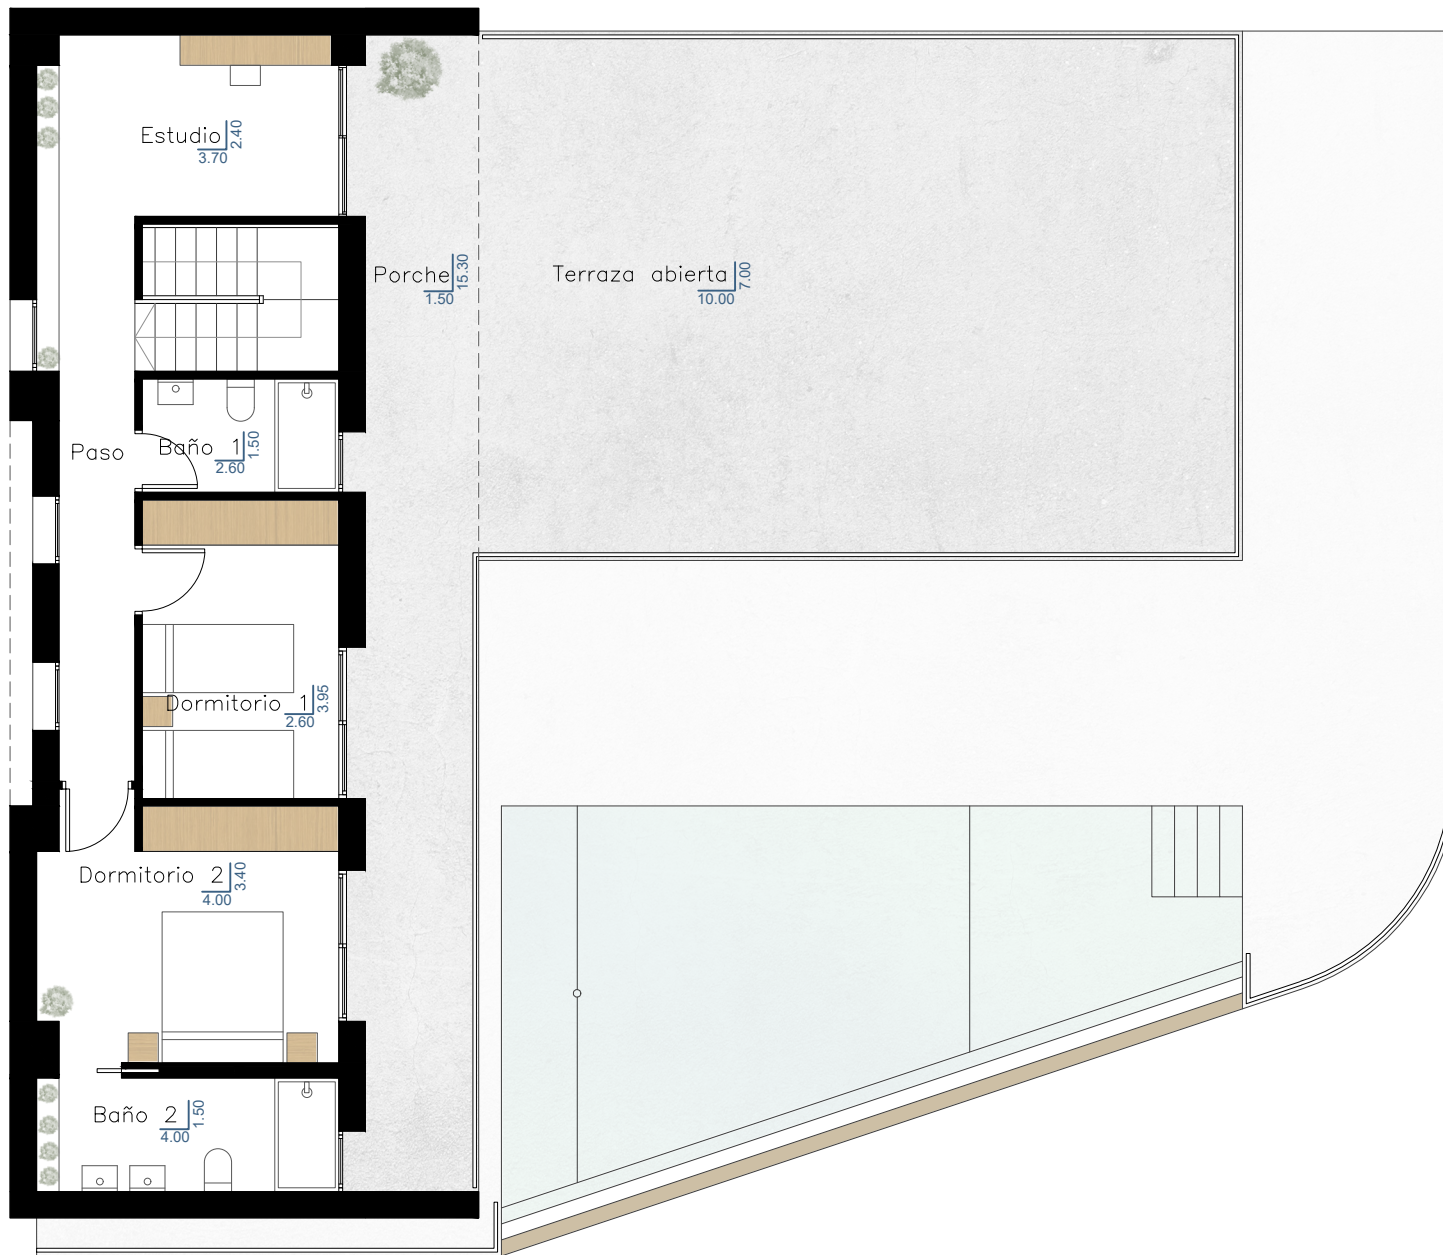 Estudio
2.40
3.70
Porche
15.30
1.50
Terraza abierta
7.00
10.00
Paso
Baño 1
1.50
2.60
Dormitorio 1
3.95
2.60
Dormitorio 2
3.40
4.00
Baño 2
1.50
4.00